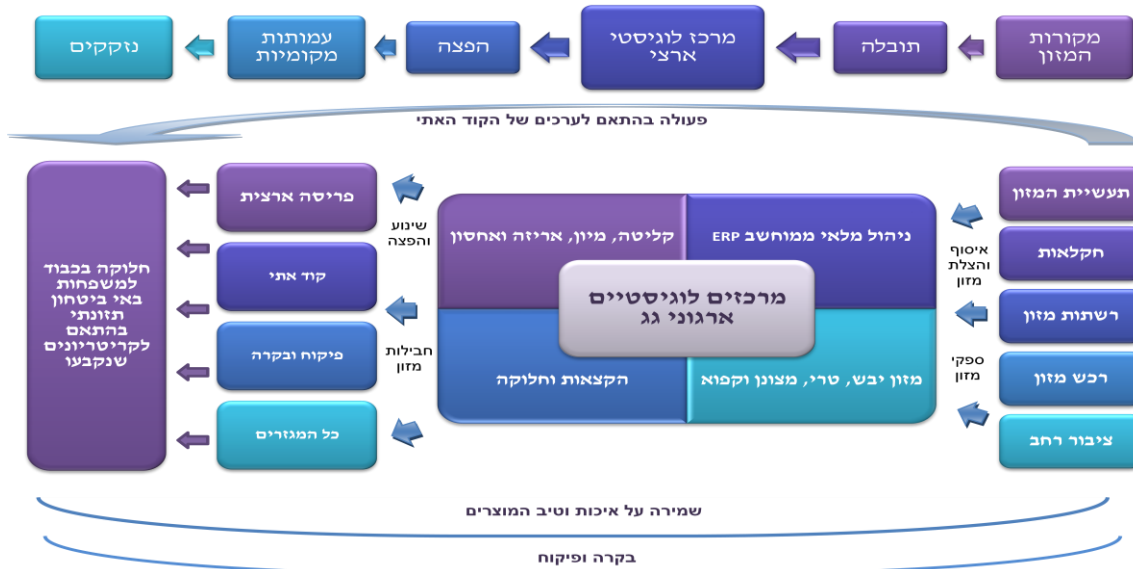 מקורות
המזון
תובלה
מרכז לוגיסטי
ארצי
הפצה
עמותות
מקומיות
נזקקים
פעולה בהתאם לערכים של הקוד האתי
תעשיית המזון
חקלאות
רשתות מזון
רכש מזון
ציבור רחב
איסוף
והצלת
מזון
ספקי
מזון
ניהול מלאי ממוחשב ERP
קליטה, מיון, אריזה ואחסון
מרכזים לוגיסטיים
ארגוני גג
מזון יבש, טרי, מצונן וקפוא
הקצאות וחלוקה
שינוע
והפצה
חבילות
מזון
פריסה ארצית
קוד אתי
פיקוח ובקרה
כל המגזרים
חלוקה בכבוד
למשפחות
באי ביטחון
תזונתי
בהתאם
לקריטריונים
שנקבעו
שמירה על איכות וטיב המוצרים
בקרה ופיקוח